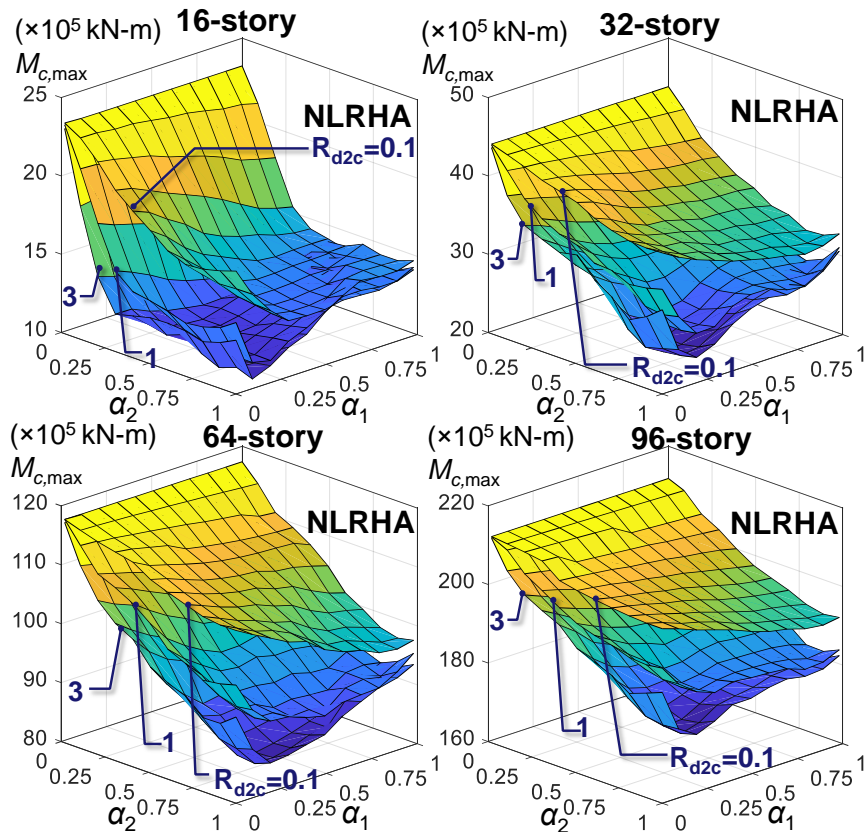 (×10⁵ kN-m) 16-story
M_c,max
25
20
15
10
NLRHA
R_d2c=0.1
3
1
0
0.25
0.5
0.75
1
α₂
0
0.25
0.5
0.75
1
α₁
(×10⁵ kN-m) 32-story
M_c,max
50
40
30
20
NLRHA
3
1
R_d2c=0.1
0
0.25
0.5
0.75
1
α₂
0
0.25
0.5
0.75
1
α₁
(×10⁵ kN-m) 64-story
M_c,max
120
110
100
90
80
NLRHA
3
1
R_d2c=0.1
0
0.25
0.5
0.75
1
α₂
0
0.25
0.5
0.75
1
α₁
(×10⁵ kN-m) 96-story
M_c,max
220
200
180
160
NLRHA
3
1
R_d2c=0.1
0
0.25
0.5
0.75
1
α₂
0
0.25
0.5
0.75
1
α₁